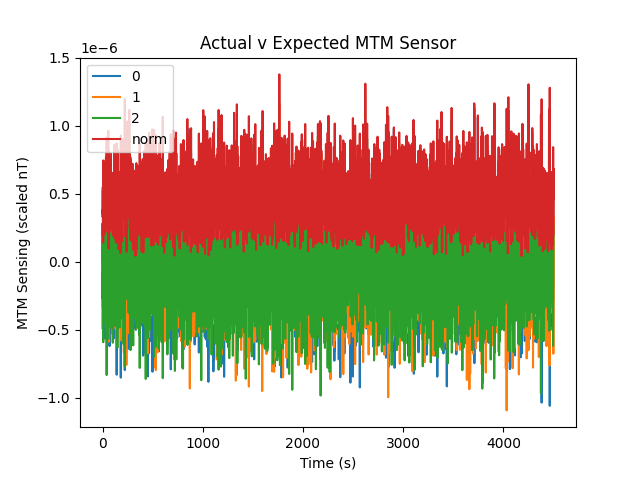 Actual v Expected MTM Sensor
1e−6
1.5
1.0
0.5
0.0
−0.5
−1.0
MTM Sensing (scaled nT)
0
1
2
norm
0 1000 2000 3000 4000
Time (s)